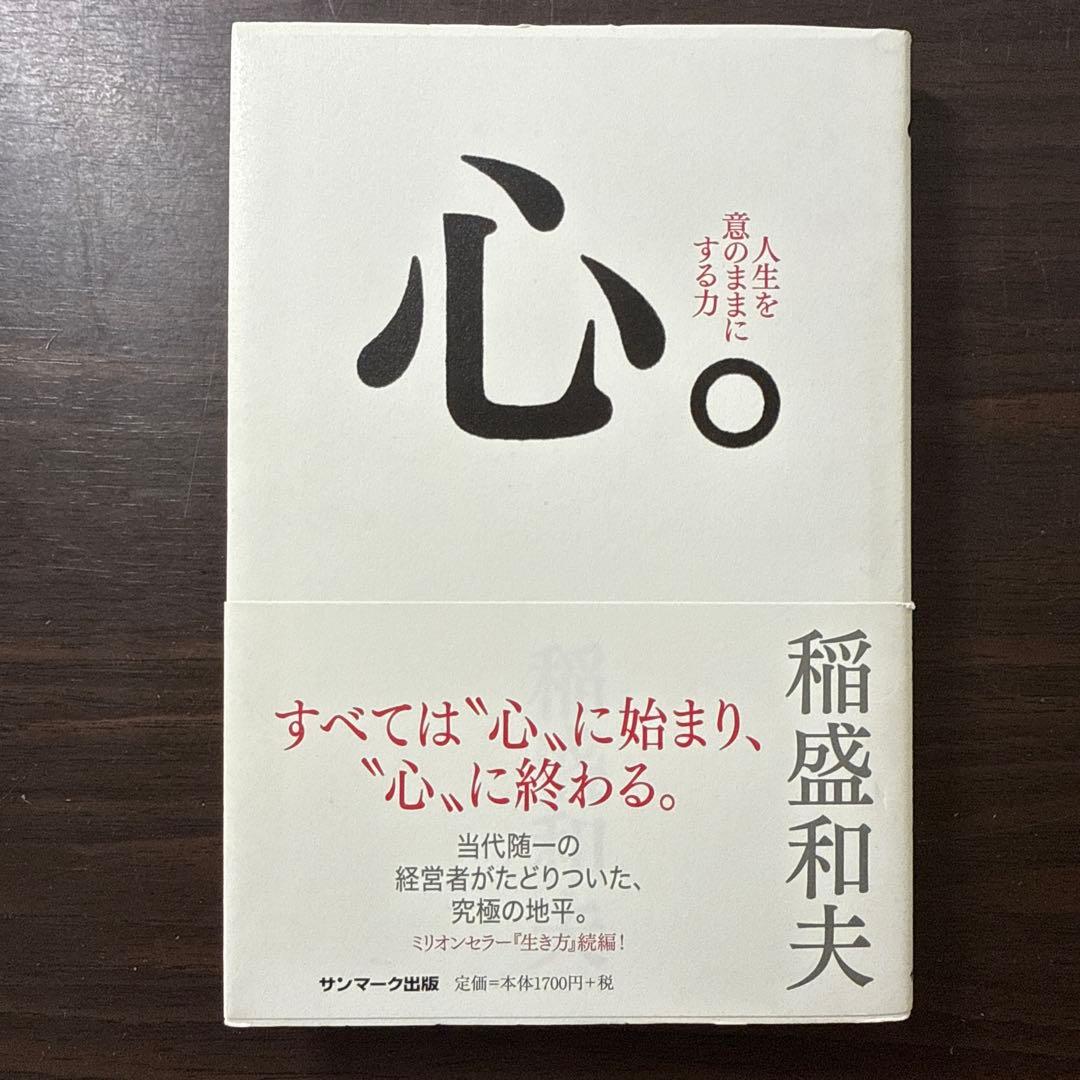 心。
人生を
意のままに
する力
稲盛和夫
すべては〝心〟に始まり、
〝心〟に終わる。
当代随一の
経営者がたどりついた、
究極の地平。
ミリオンセラー『生き方』続編!
サンマーク出版 定価=本体1700円+税